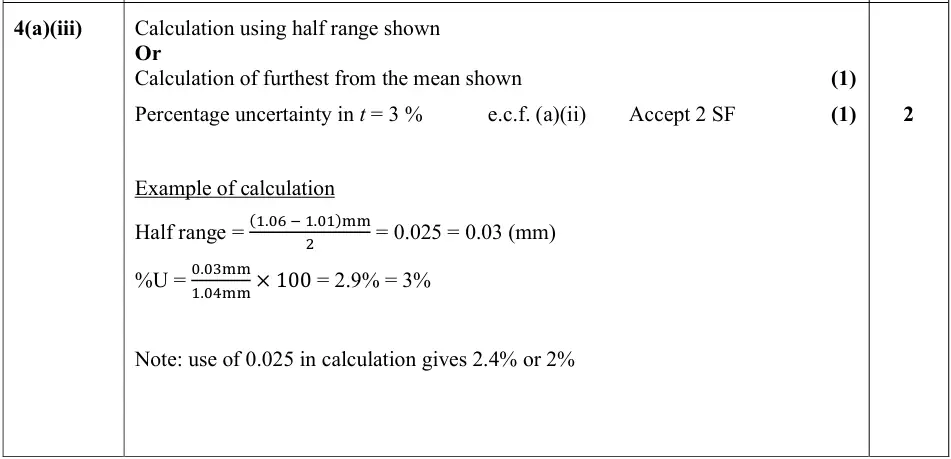 4(a)(iii) Calculation using half range shown
Or
Calculation of furthest from the mean shown (1)
Percentage uncertainty in t = 3 % e.c.f. (a)(ii) Accept 2 SF (1) 2
Example of calculation
Half range = (1.06 − 1.01)mm / 2 = 0.025 = 0.03 (mm)
%U = 0.03mm / 1.04mm × 100 = 2.9% = 3%
Note: use of 0.025 in calculation gives 2.4% or 2%